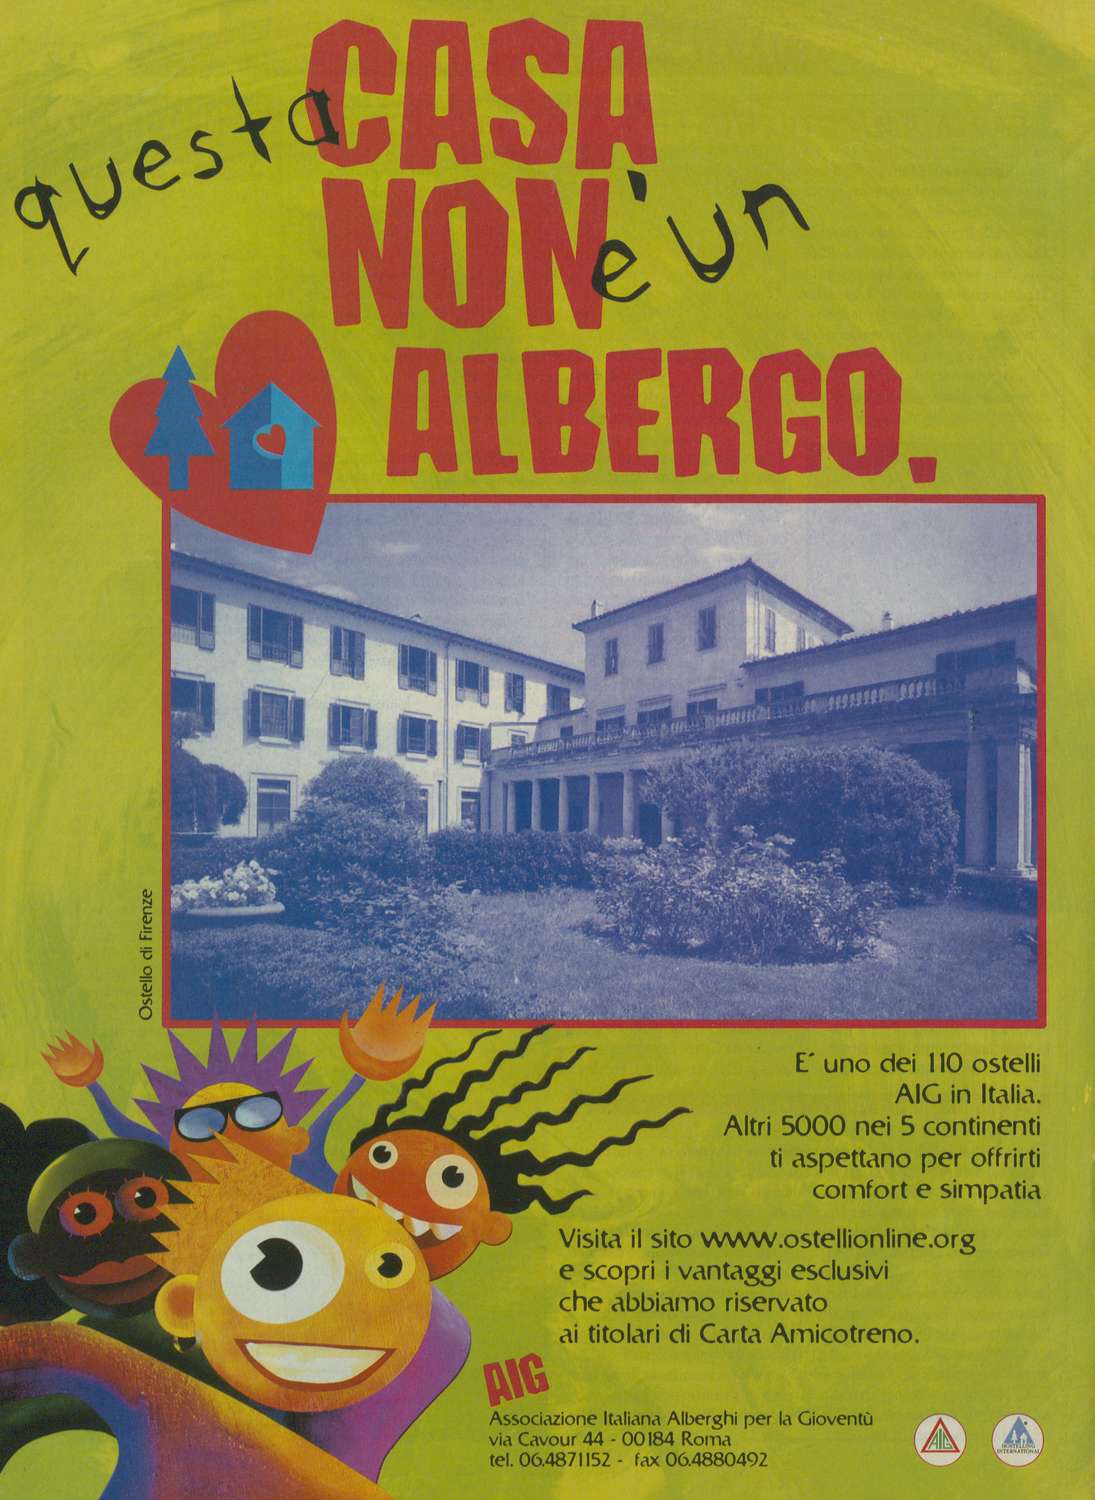 questa CASA
NON è un
ALBERGO.
Ostello di Firenze
E´ uno dei 110 ostelli
AIG in Italia.
Altri 5000 nei 5 continenti
ti aspettano per offrirti
comfort e simpatia
Visita il sito www.ostellionline.org
e scopri i vantaggi esclusivi
che abbiamo riservato
ai titolari di Carta Amicotreno.
AIG
Associazione Italiana Alberghi per la Gioventù
via Cavour 44 - 00184 Roma
tel. 06.4871152 - fax 06.4880492
AIG
HOSTELLING
INTERNATIONAL